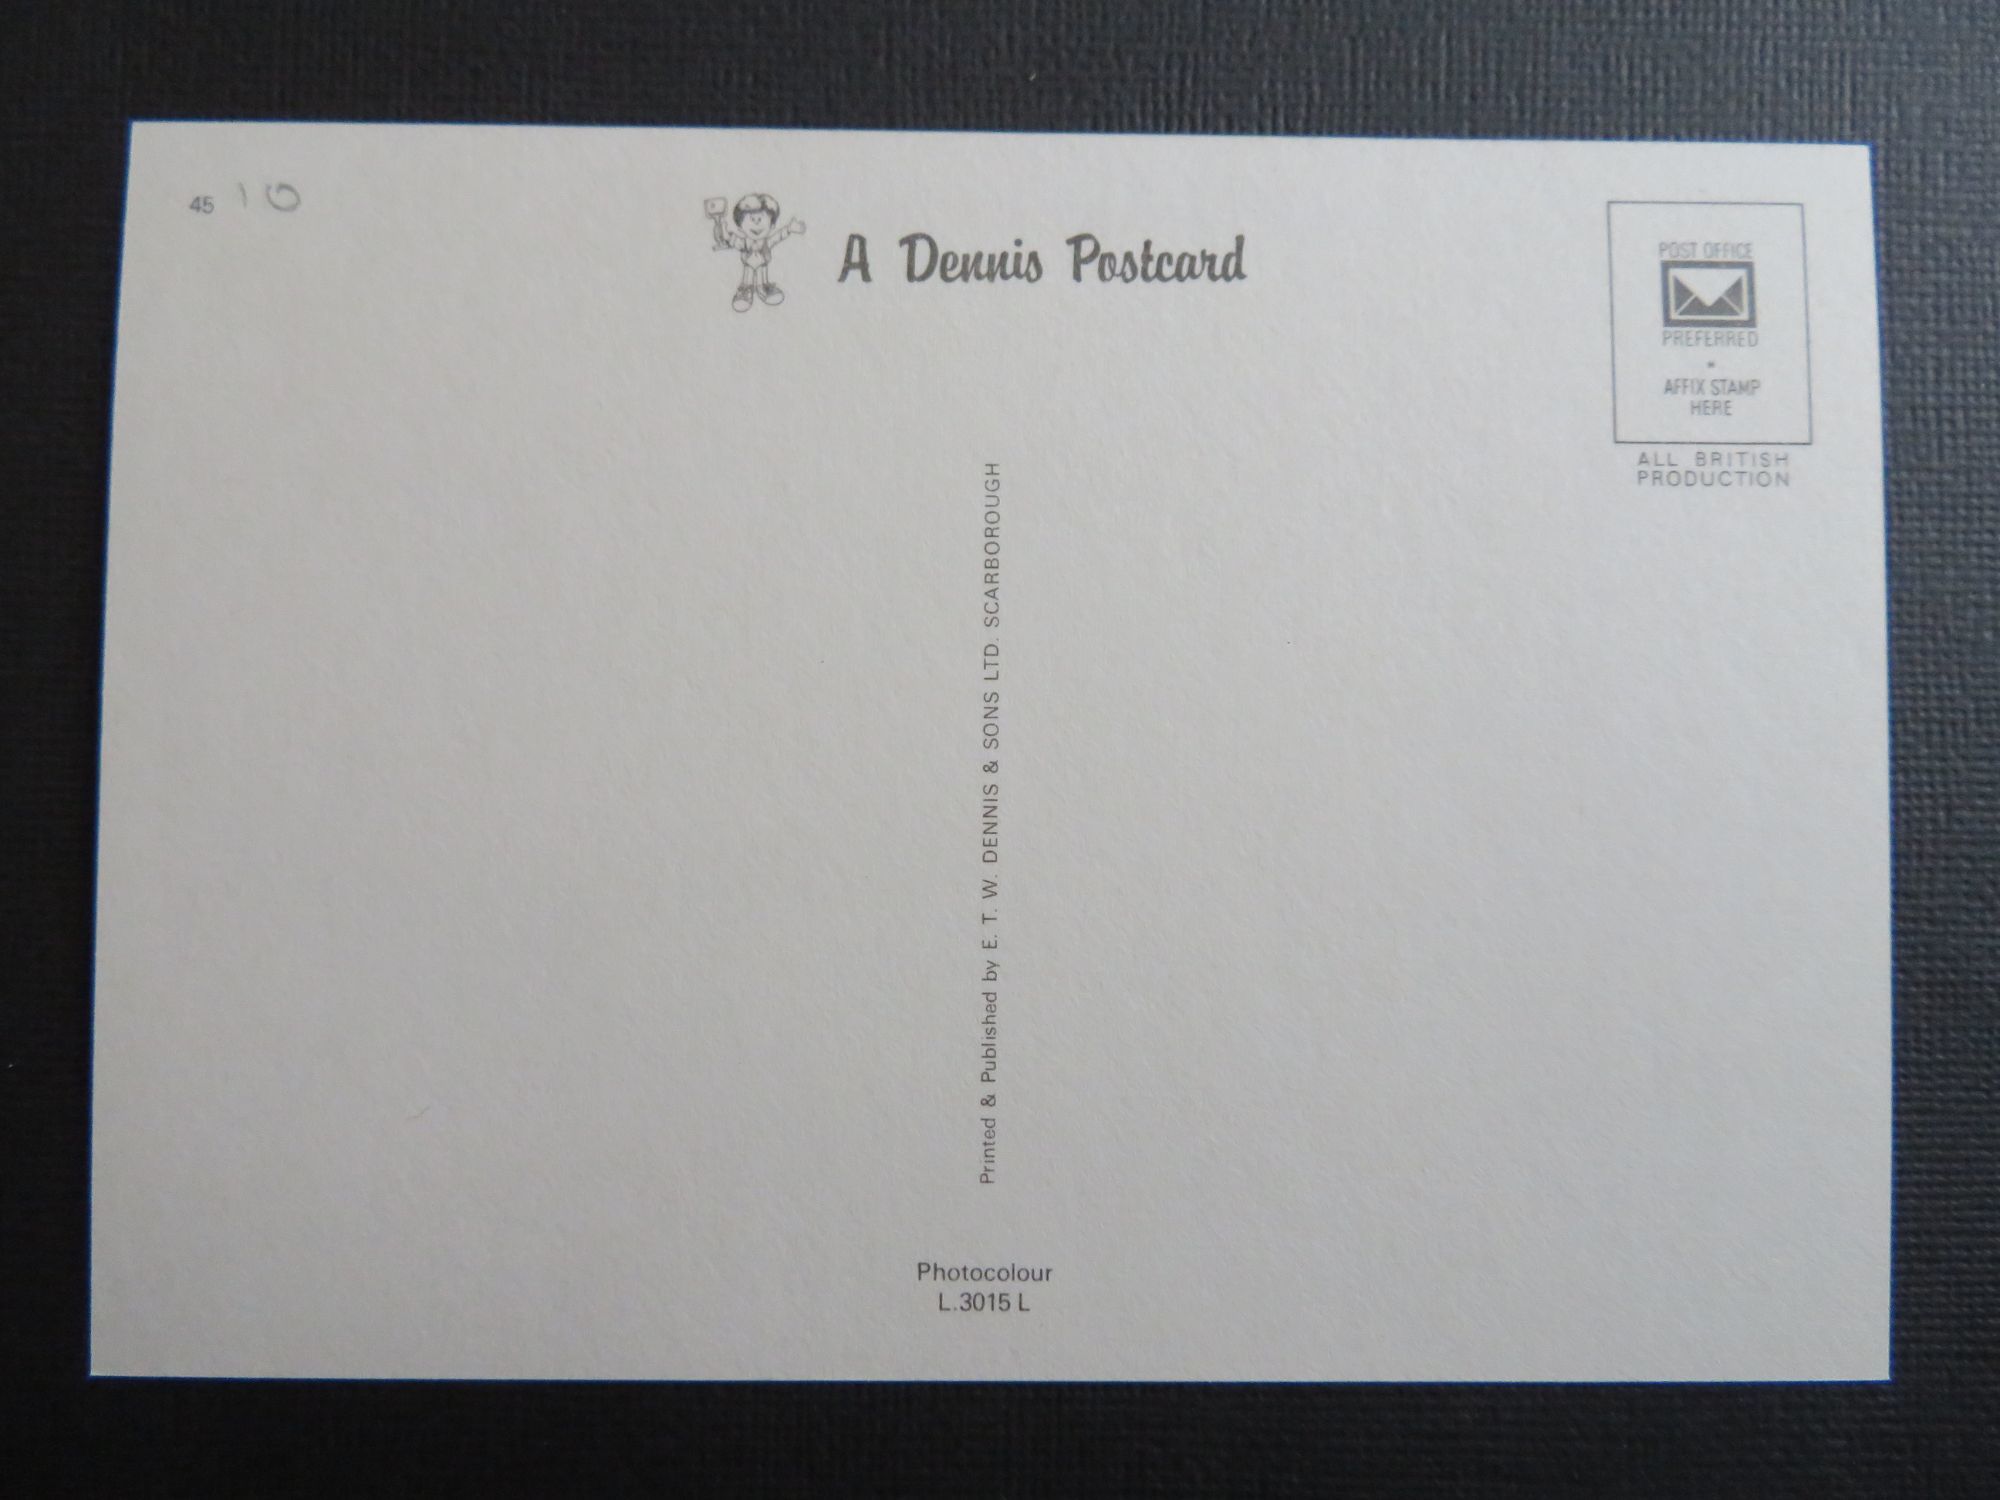 45 10
A Dennis Postcard
POST OFFICE
PREFERRED
AFFIX STAMP
HERE
ALL BRITISH
PRODUCTION
Printed & Published by E. T. W. DENNIS & SONS LTD. SCARBOROUGH
Photocolour
L.3015 L